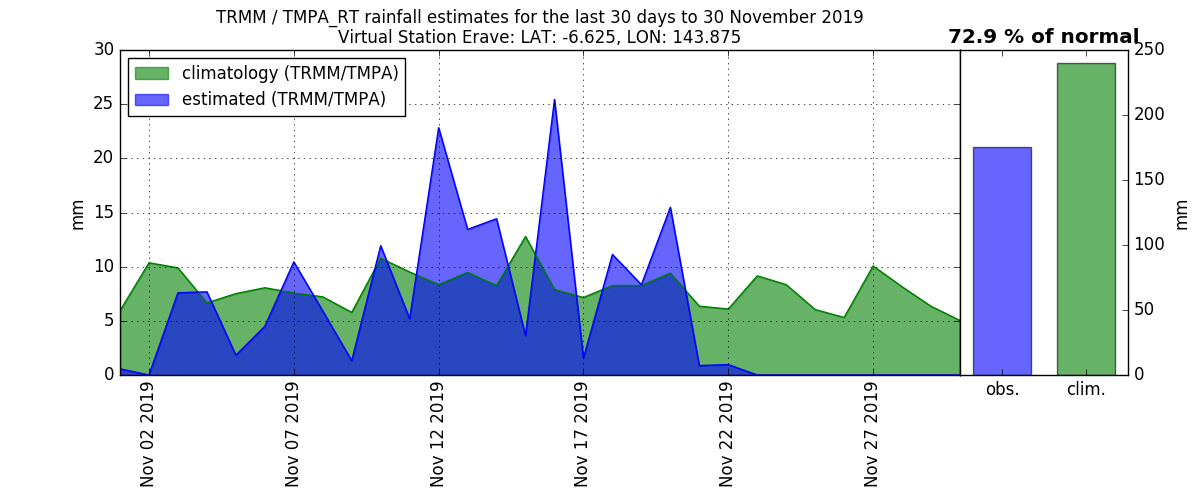 TRMM / TMPA_RT rainfall estimates for the last 30 days to 30 November 2019
Virtual Station Erave: LAT: -6.625, LON: 143.875
72.9 % of normal
climatology (TRMM/TMPA)
estimated (TRMM/TMPA)
mm
30
25
20
15
10
5
0
Nov 02 2019
Nov 07 2019
Nov 12 2019
Nov 17 2019
Nov 22 2019
Nov 27 2019
obs.
clim.
250
200
150
100
50
0
mm